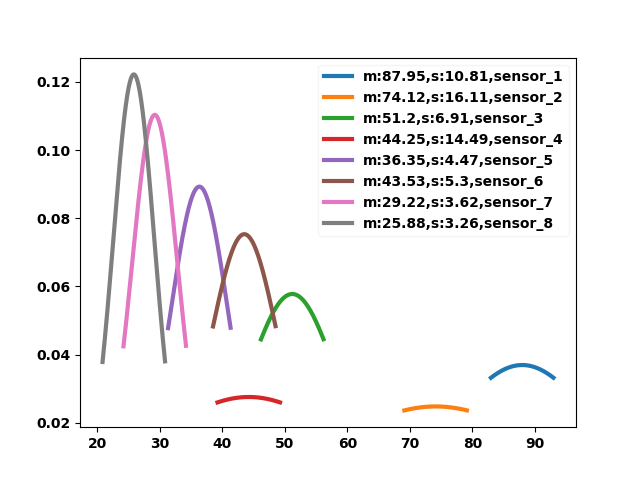 0.12
0.10
0.08
0.06
0.04
0.02
20 30 40 50 60 70 80 90
m:87.95,s:10.81,sensor_1
m:74.12,s:16.11,sensor_2
m:51.2,s:6.91,sensor_3
m:44.25,s:14.49,sensor_4
m:36.35,s:4.47,sensor_5
m:43.53,s:5.3,sensor_6
m:29.22,s:3.62,sensor_7
m:25.88,s:3.26,sensor_8